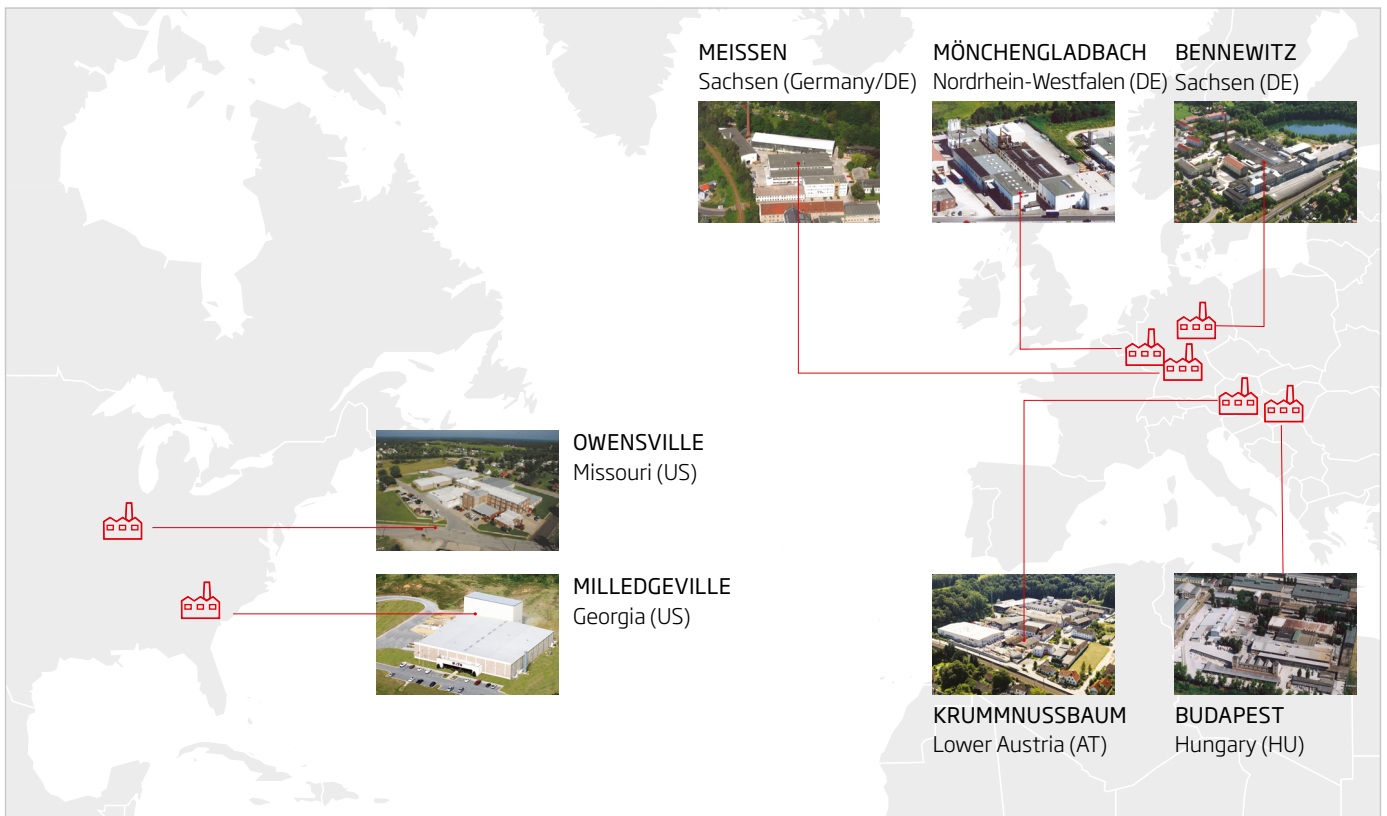 MEISSEN
Sachsen (Germany/DE)
MÖNCHENGLADBACH
Nordrhein-Westfalen (DE)
BENNEWITZ
Sachsen (DE)
OWENSVILLE
Missouri (US)
MILLEDGEVILLE
Georgia (US)
KRUMMNUSSBAUM
Lower Austria (AT)
BUDAPEST
Hungary (HU)